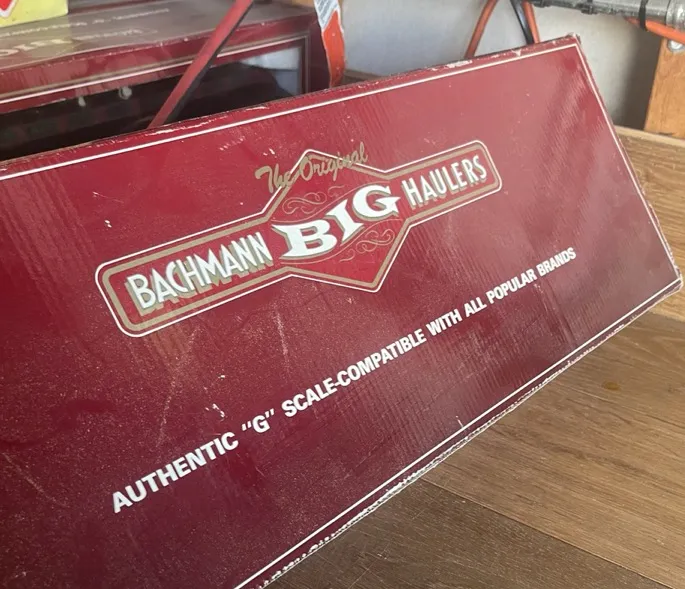 The Original
BACHMANN BIG HAULERS
AUTHENTIC "G" SCALE-COMPATIBLE WITH ALL POPULAR BRANDS